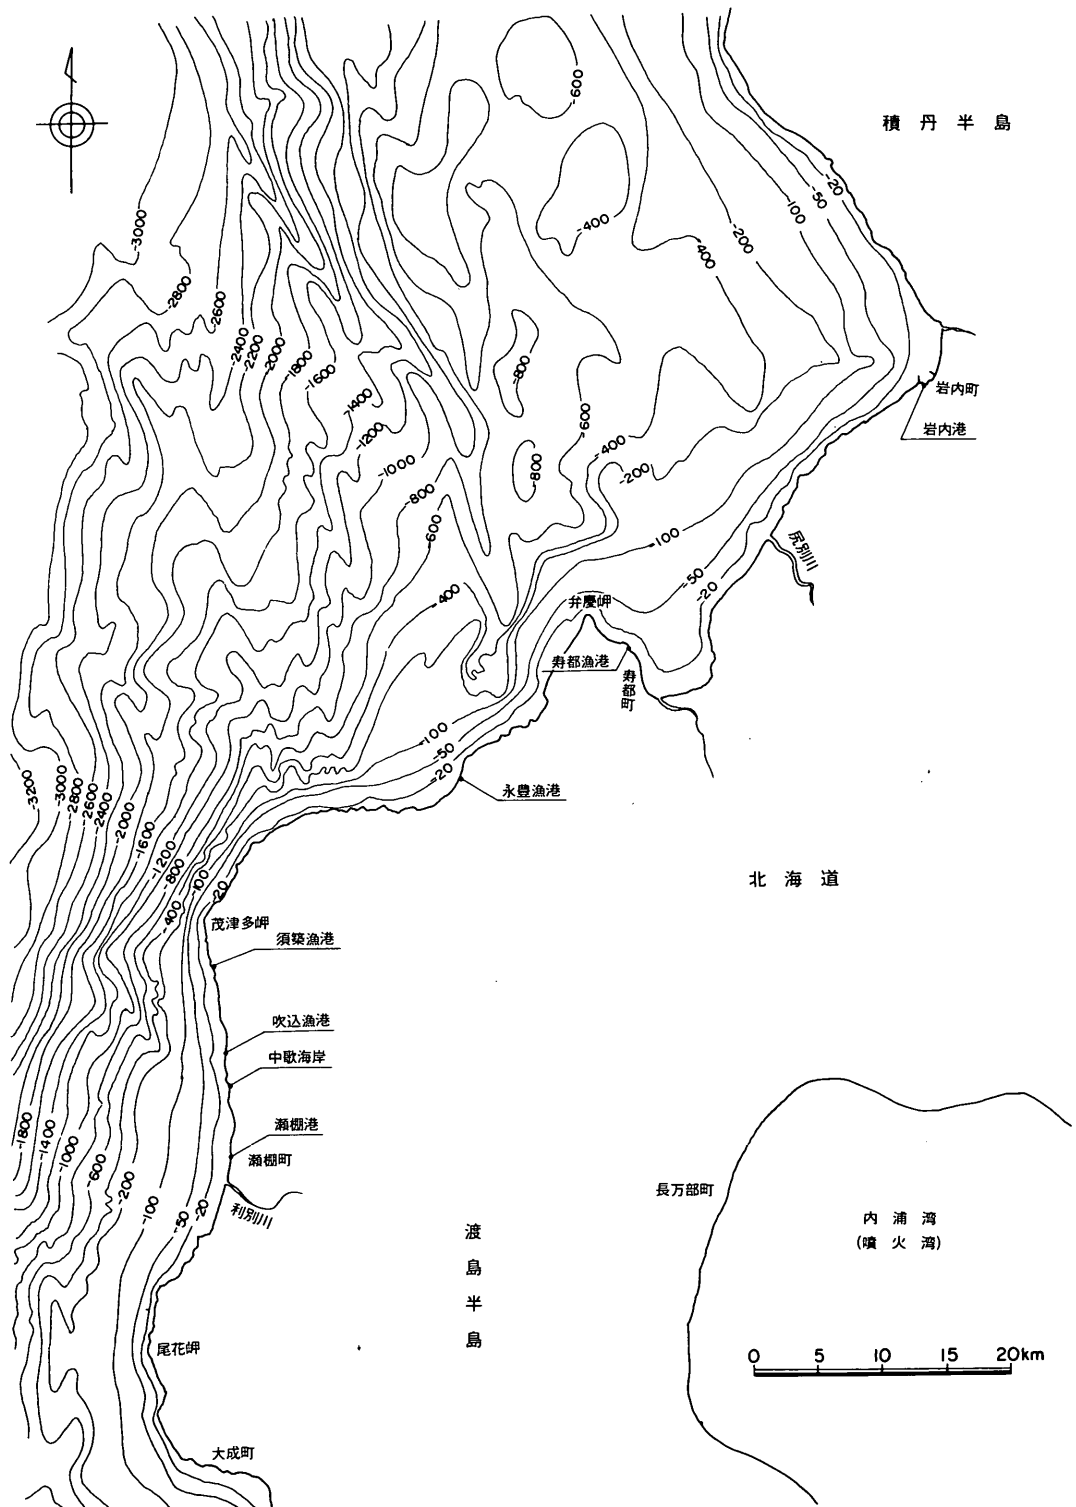 積丹半島
-600
-20
-50
-100
-200
-400
-400
-3000
-2800
-2600
-2400
-2200
-2000
-1800
-1600
-1400
-1200
-1000
-800
-600
-400
-800
-800
-600
-400
-200
-100
-50
-20
岩内町
岩内港
尻別川
弁慶岬
寿都漁港
寿都町
-100
-50
-20
永豊漁港
-3200
-3000
-2800
-2600
-2400
-2000
-1600
-1200
-800
-400
-100
-20
北海道
茂津多岬
須築漁港
吹込漁港
中歌海岸
瀬棚港
瀬棚町
利別川
-1800
-1400
-1000
-600
-200
-100
-50
-20
長万部町
内浦湾
(噴火湾)
渡島半島
尾花岬
大成町
0 5 10 15 20km